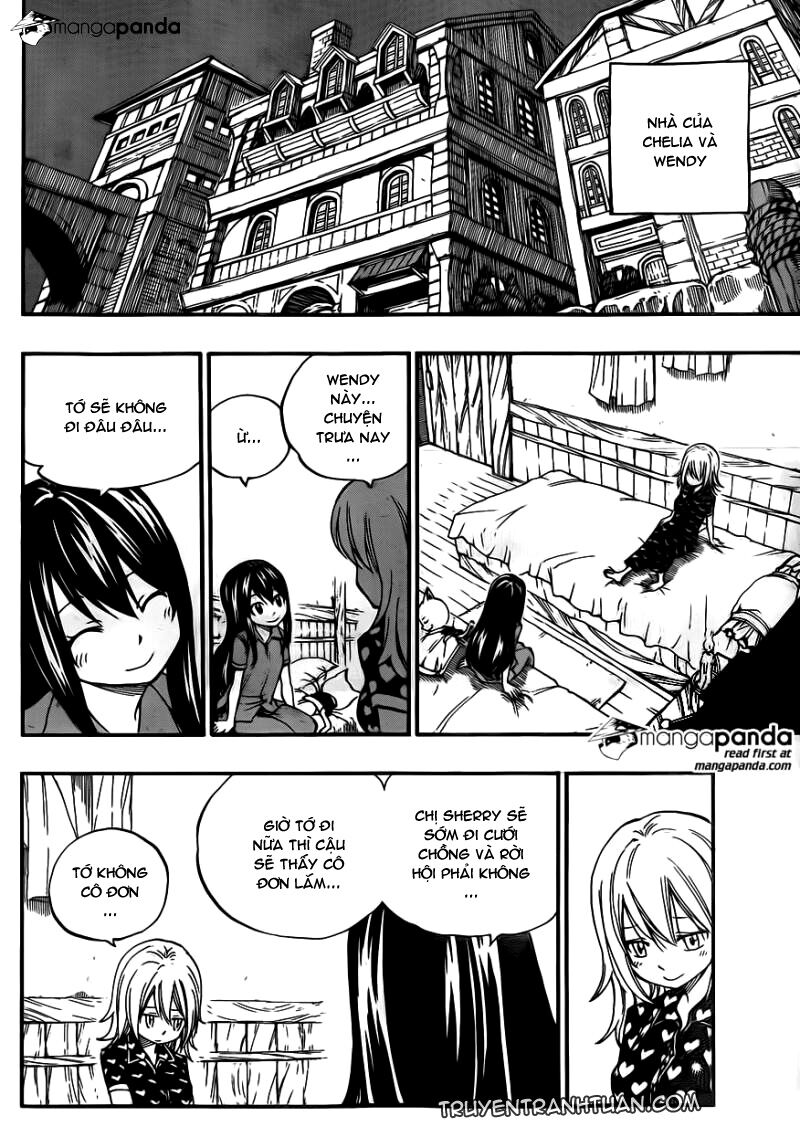 mangapanda
NHÀ CỦA
CHELIA VÀ
WENDY
WENDY
NÀY...
CHUYỆN
TRƯA NAY
...
Ừ...
TỚ SẼ KHÔNG
ĐI ĐÂU ĐÂU...
mangapanda
read first at
mangapanda.com
CHỊ SHERRY SẼ
SỚM ĐI CƯỚI
CHỒNG VÀ RỜI
HỘI PHẢI KHÔNG
...
GIỜ TỚ ĐI
NỮA THÌ CẬU
SẼ THẤY CÔ
ĐƠN LẮM...
TỚ KHÔNG
CÔ ĐƠN
...
TRUYENTRANHTUAN.COM